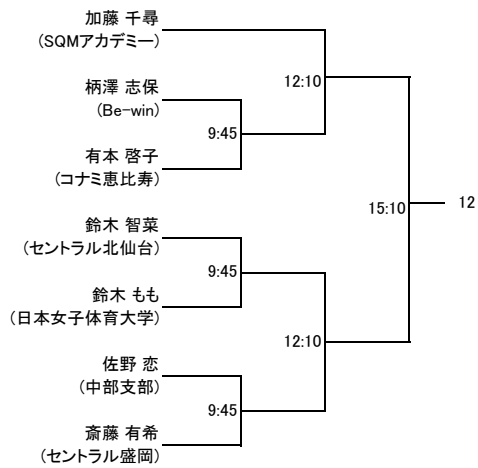 加藤 千尋
(SQMアカデミー)
12:10
柄澤 志保
(Be-win)
9:45
有本 啓子
(コナミ恵比寿)
15:10
12
鈴木 智菜
(セントラル北仙台)
9:45
鈴木 もも
(日本女子体育大学)
12:10
佐野 恋
(中部支部)
9:45
斎藤 有希
(セントラル盛岡)